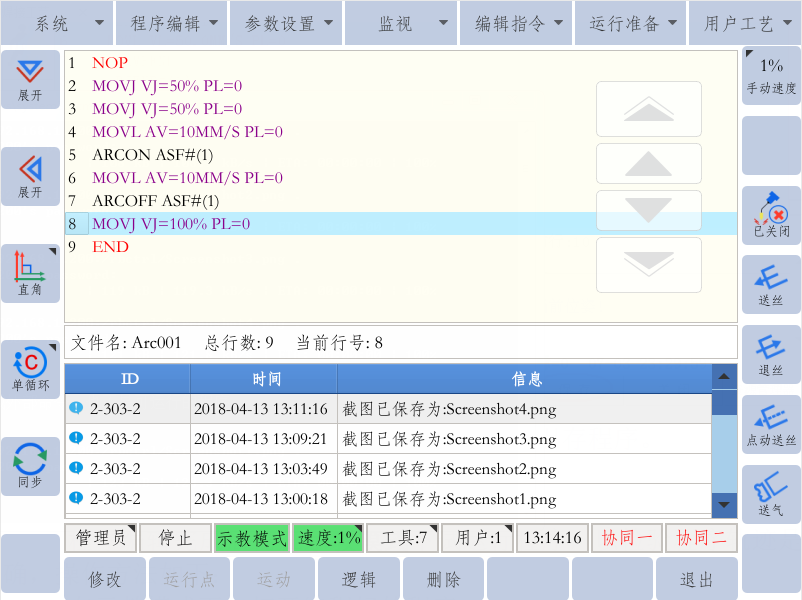 系统 程序编辑 参数设置 监视 编辑指令 运行准备 用户工艺
展开
展开
直角
单循环
同步
1 NOP
2 MOVJ VJ=50% PL=0
3 MOVJ VJ=50% PL=0
4 MOVL AV=10MM/S PL=0
5 ARCON ASF#(1)
6 MOVL AV=10MM/S PL=0
7 ARCOFF ASF#(1)
8 MOVJ VJ=100% PL=0
9 END
文件名: Arc001 总行数: 9 当前行号: 8
ID 时间 信息
2-303-2 2018-04-13 13:11:16 截图已保存为:Screenshot4.png
2-303-2 2018-04-13 13:09:21 截图已保存为:Screenshot3.png
2-303-2 2018-04-13 13:03:49 截图已保存为:Screenshot2.png
2-303-2 2018-04-13 13:00:18 截图已保存为:Screenshot1.png
1%
手动速度
已关闭
送丝
退丝
点动送丝
送气
管理员 停止 示教模式 速度:1% 工具:7 用户:1 13:14:16 协同一 协同二
修改 运行点 运动 逻辑 删除 退出